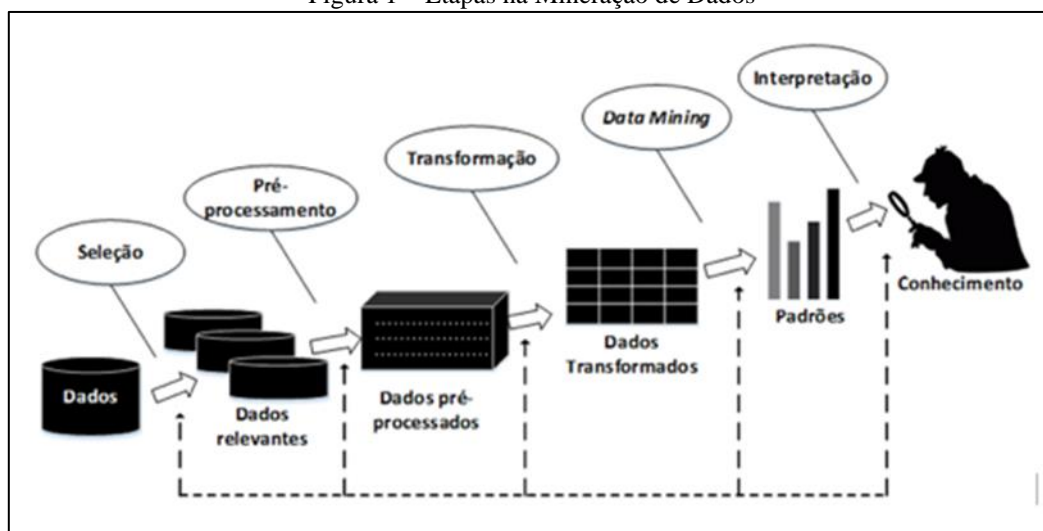 Figura 1 – Etapas na Mineração de Dados
Interpretação
Data Mining
Transformação
Pré-
processamento
Seleção
Conhecimento
Padrões
Dados
Transformados
Dados
Dados pré-
processados
Dados
relevantes